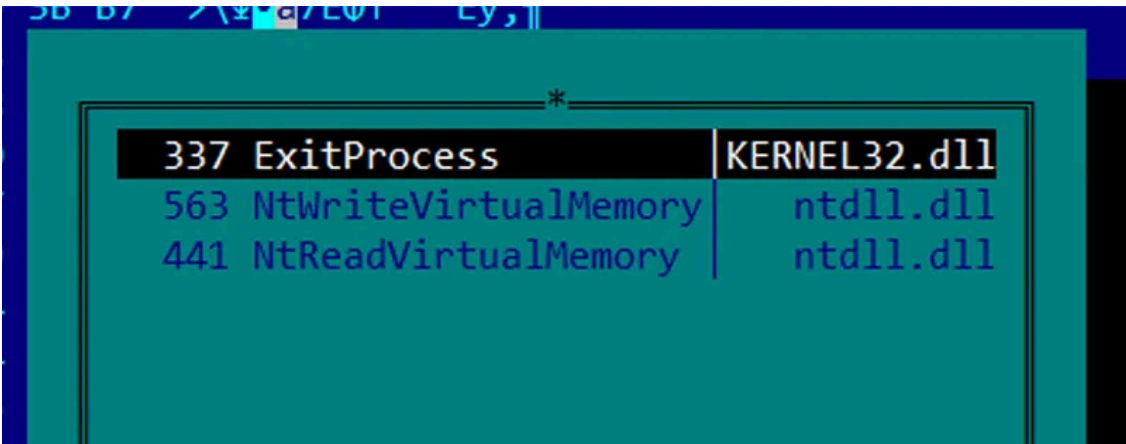 *
337 ExitProcess |KERNEL32.dll
563 NtWriteVirtualMemory| ntdll.dll
441 NtReadVirtualMemory | ntdll.dll